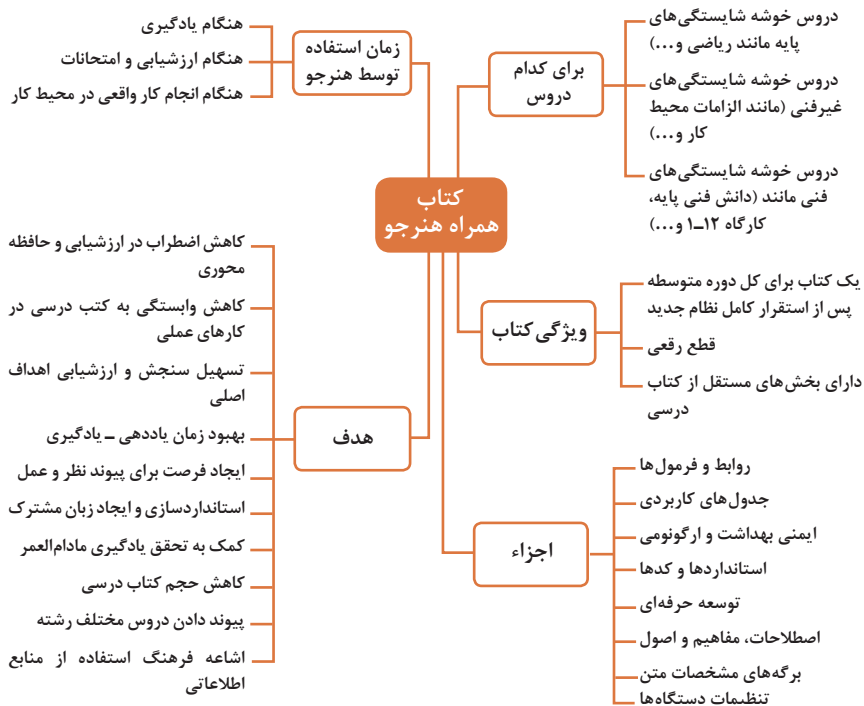 کتاب
همراه هنرجو
برای کدام
دروس
دروس خوشه شایستگی‌های
پایه مانند ریاضی و...)
دروس خوشه شایستگی‌های
غیرفنی (مانند الزامات محیط
کار و...)
دروس خوشه شایستگی‌های
فنی مانند (دانش فنی پایه،
کارگاه ۱۲ـ۱ و...)
ویژگی کتاب
یک کتاب برای کل دوره متوسطه
پس از استقرار کامل نظام جدید
قطع رقعی
دارای بخش‌های مستقل از کتاب
درسی
اجزاء
روابط و فرمول‌ها
جدول‌های کاربردی
ایمنی بهداشت و ارگونومی
استانداردها و کدها
توسعه حرفه‌ای
اصطلاحات، مفاهیم و اصول
برگه‌های مشخصات متن
تنظیمات دستگاه‌ها
زمان استفاده
توسط هنرجو
هنگام یادگیری
هنگام ارزشیابی و امتحانات
هنگام انجام کار واقعی در محیط کار
هدف
کاهش اضطراب در ارزشیابی و حافظه
محوری
کاهش وابستگی به کتب درسی در
کارهای عملی
تسهیل سنجش و ارزشیابی اهداف
اصلی
بهبود زمان یاددهی ـ یادگیری
ایجاد فرصت برای پیوند نظر و عمل
استانداردسازی و ایجاد زبان مشترک
کمک به تحقق یادگیری مادام‌العمر
کاهش حجم کتاب درسی
پیوند دادن دروس مختلف رشته
اشاعه فرهنگ استفاده از منابع
اطلاعاتی